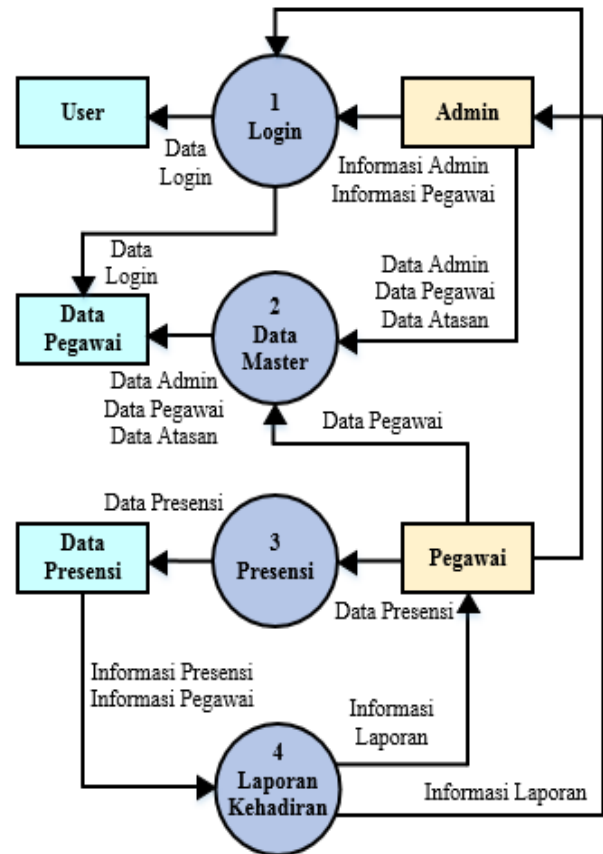 User
1
Login
Admin
Data
Login
Informasi Admin
Informasi Pegawai
Data
Login
Data Admin
Data Pegawai
Data Atasan
Data
Pegawai
2
Data
Master
Data Admin
Data Pegawai
Data Atasan
Data Pegawai
Data Presensi
Data
Presensi
3
Presensi
Pegawai
Data Presensi
Informasi Presensi
Informasi Pegawai
Informasi
Laporan
4
Laporan
Kehadiran
Informasi Laporan